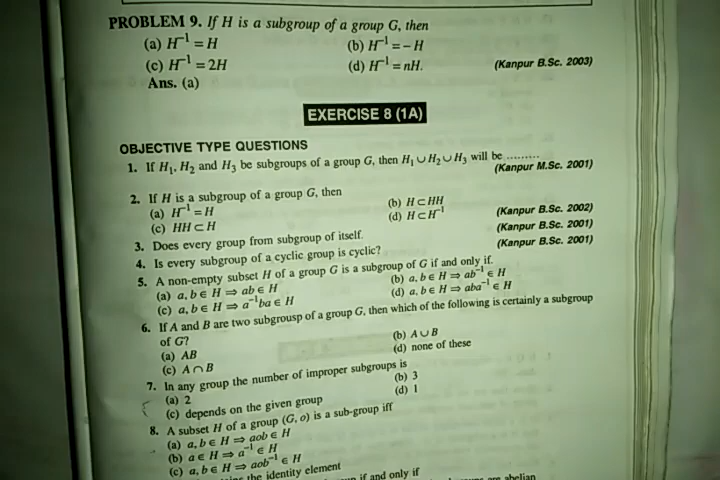 PROBLEM 9. If H is a subgroup of a group G, then
(a) H⁻¹ = H (b) H⁻¹ = – H
(c) H⁻¹ = 2H (d) H⁻¹ = nH. (Kanpur B.Sc. 2003)
Ans. (a)
EXERCISE 8 (1A)
OBJECTIVE TYPE QUESTIONS
1. If H₁, H₂ and H₃ be subgroups of a group G, then H₁ ∪ H₂ ∪ H₃ will be .........
(Kanpur M.Sc. 2001)
2. If H is a subgroup of a group G, then
(a) H⁻¹ = H (b) H ⊂ HH
(c) HH ⊂ H (d) H ⊂ H⁻¹ (Kanpur B.Sc. 2002)
3. Does every group from subgroup of itself. (Kanpur B.Sc. 2001)
4. Is every subgroup of a cyclic group is cyclic? (Kanpur B.Sc. 2001)
5. A non-empty subset H of a group G is a subgroup of G if and only if.
(a) a, b ∈ H ⇒ ab ∈ H (b) a, b ∈ H ⇒ ab⁻¹ ∈ H
(c) a, b ∈ H ⇒ a⁻¹ba ∈ H (d) a, b ∈ H ⇒ aba⁻¹ ∈ H
6. If A and B are two subgrousp of a group G, then which of the following is certainly a subgroup
of G?
(a) AB (b) A ∪ B
(c) A ∩ B (d) none of these
7. In any group the number of improper subgroups is
(a) 2 (b) 3
(c) depends on the given group (d) 1
8. A subset H of a group (G, o) is a sub-group iff
(a) a, b ∈ H ⇒ aob ∈ H
(b) a ∈ H ⇒ a⁻¹ ∈ H
(c) a, b ∈ H ⇒ aob⁻¹ ∈ H
the identity element
if and only if
are abelian